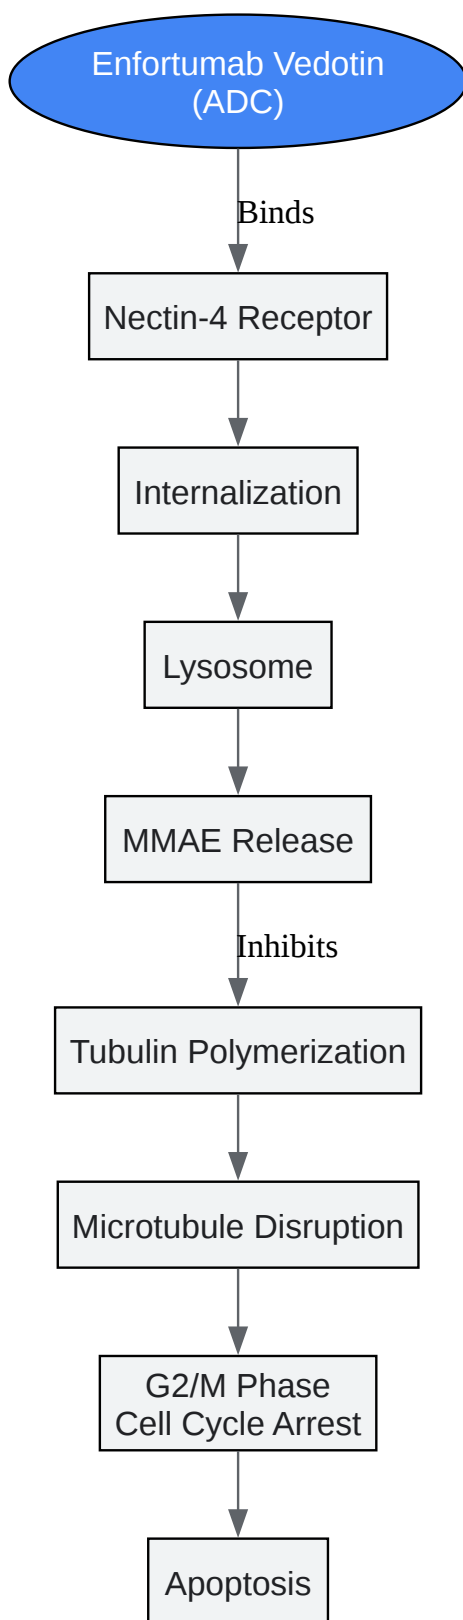 Enfortumab Vedotin
(ADC)
Binds
Nectin-4 Receptor
Internalization
Lysosome
MMAE Release
Inhibits
Tubulin Polymerization
Microtubule Disruption
G2/M Phase
Cell Cycle Arrest
Apoptosis